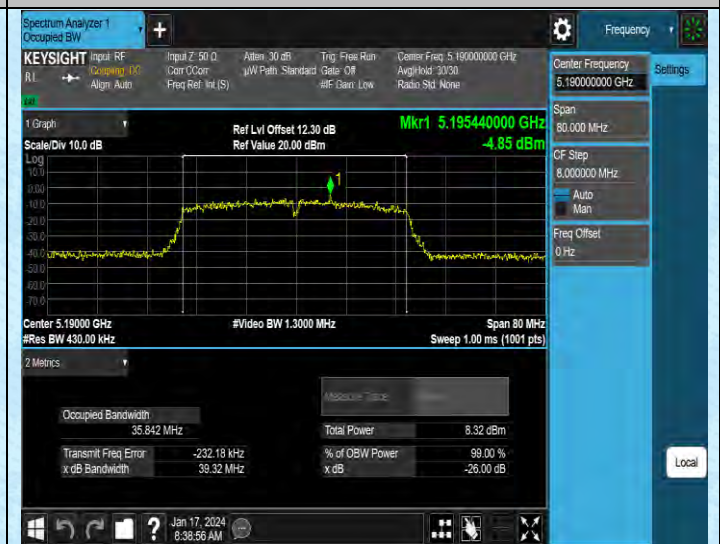 Spectrum Analyzer 1
Occupied BW
+
Frequency
KEYSIGHT
Input: RF
Coupling: DC
Align: Auto
Input Z: 50 Ω
Corr CCorr
Freq Ref: Int (S)
Atten: 30 dB
µW Path: Standard
Trig: Free Run
Gate: Off
#IF Gain: Low
Center Freq: 5.190000000 GHz
Avg|Hold: 30/30
Radio Std: None
Center Frequency
5.190000000 GHz
Settings
Span
80.000 MHz
CF Step
8.000000 MHz
Auto
Man
Freq Offset
0 Hz
1 Graph
Scale/Div 10.0 dB
Ref Lvl Offset 12.30 dB
Ref Value 20.00 dBm
Mkr1 5.195440000 GHz
-4.85 dBm
Log
10.0
0.00
-10.0
-20.0
-30.0
-40.0
-50.0
-60.0
-70.0
1
Center 5.19000 GHz
#Res BW 430.00 kHz
#Video BW 1.3000 MHz
Span 80 MHz
Sweep 1.00 ms (1001 pts)
2 Metrics
Measure Trace
Occupied Bandwidth
35.842 MHz
Total Power 8.32 dBm
Transmit Freq Error -232.18 kHz
% of OBW Power 99.00 %
x dB Bandwidth 39.32 MHz
x dB -26.00 dB
Local
?
Jan 17, 2024
8:38:56 AM